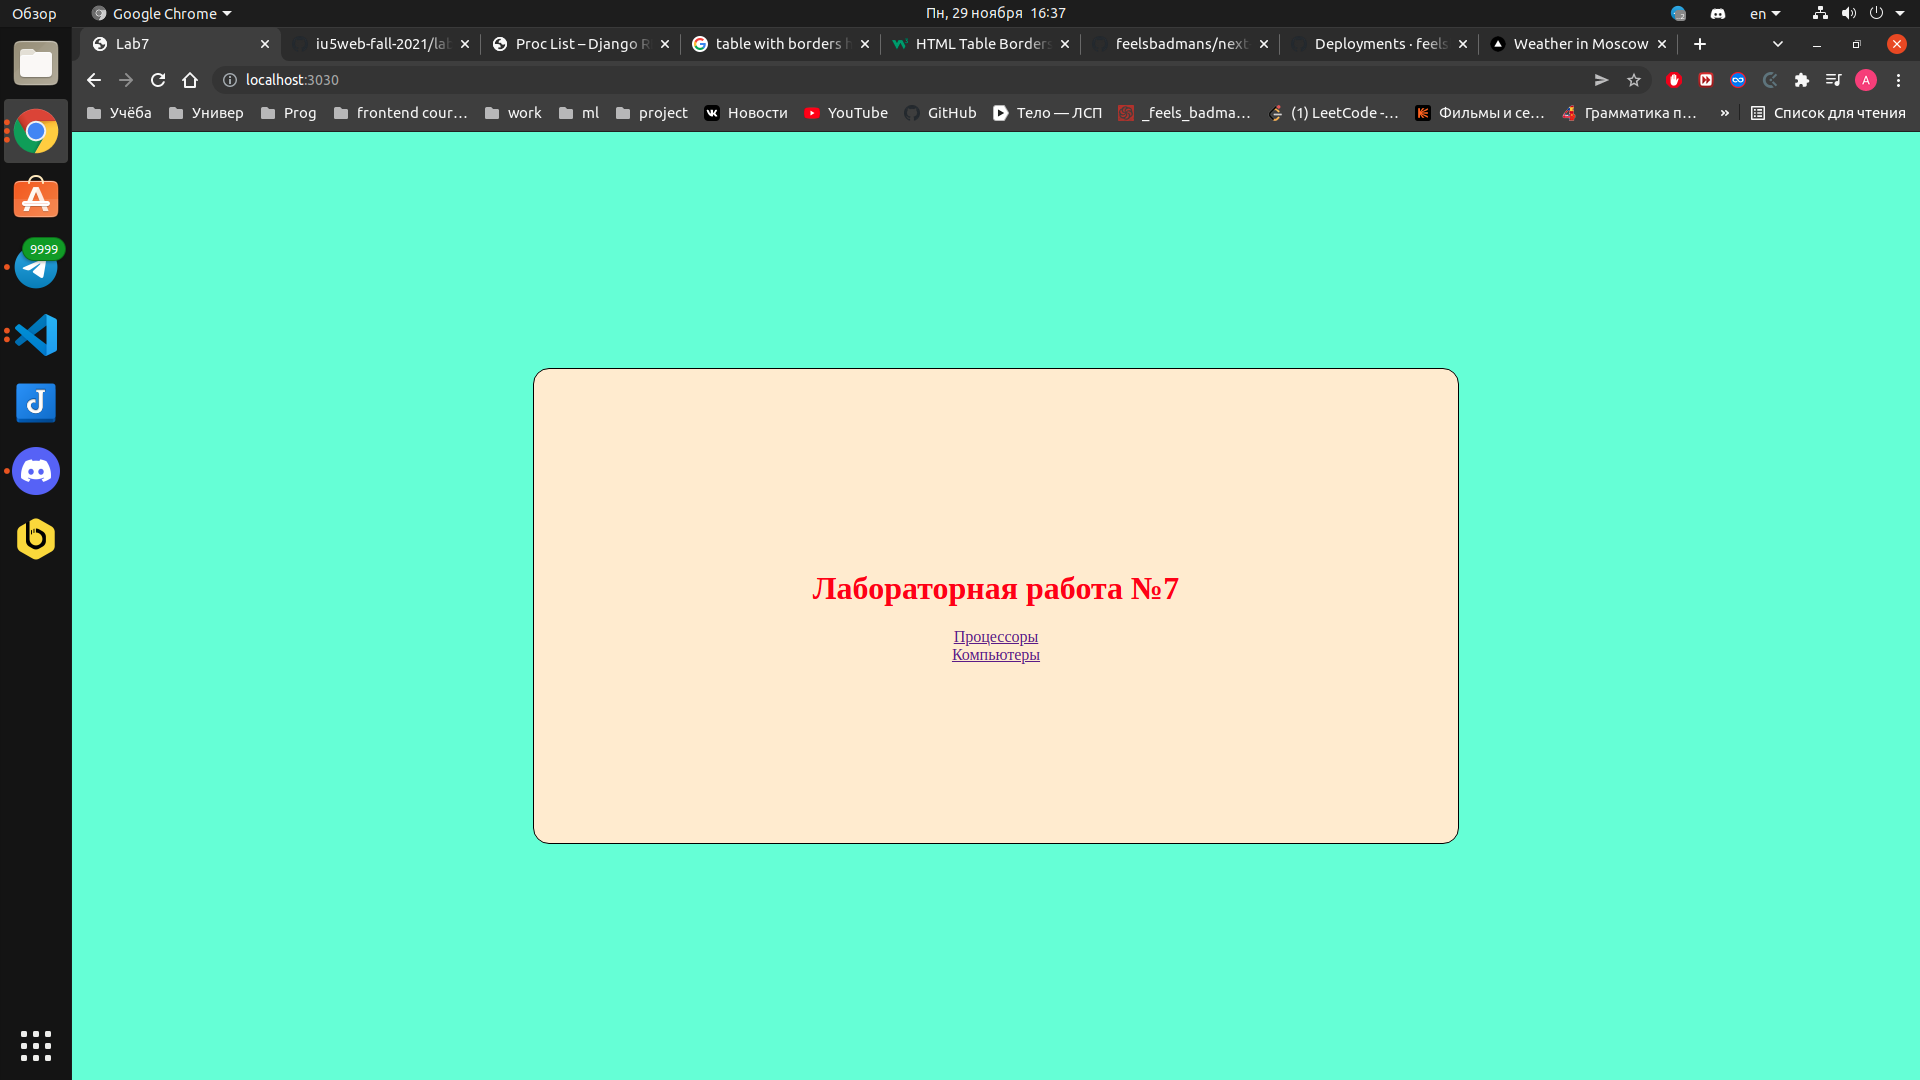 Обзор Google Chrome Пн, 29 ноября 16:37 en
Lab7 iu5web-fall-2021/lab Proc List – Django R table with borders h HTML Table Borders feelsbadmans/next Deployments · feels Weather in Moscow
localhost:3030 A
Учёба Универ Prog frontend cour… work ml project Новости YouTube GitHub Тело — ЛСП _feels_badma… (1) LeetCode -… Фильмы и се… Грамматика п… » Список для чтения
9999
Лабораторная работа №7
Процессоры
Компьютеры